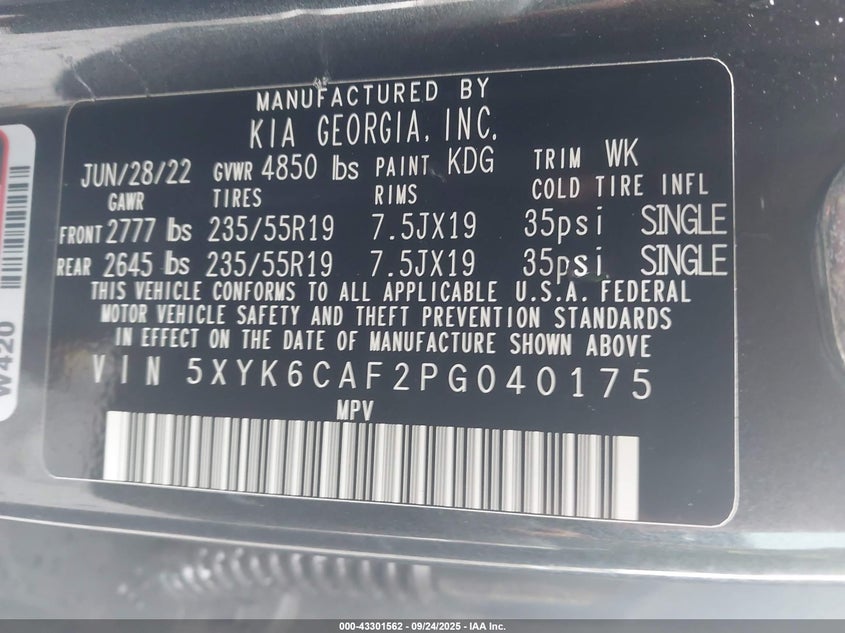 MANUFACTURED BY
KIA GEORGIA, INC.
JUN/28/22 GVWR 4850 lbs PAINT KDG TRIM WK
GAWR TIRES RIMS COLD TIRE INFL
FRONT 2777 lbs 235/55R19 7.5JX19 35psi SINGLE
REAR 2645 lbs 235/55R19 7.5JX19 35psi SINGLE
THIS VEHICLE CONFORMS TO ALL APPLICABLE U.S.A. FEDERAL
MOTOR VEHICLE SAFETY AND THEFT PREVENTION STANDARDS
IN EFFECT ON THE DATE OF MANUFACTURE SHOWN ABOVE
VIN 5XYK6CAF2PG040175
MPV
W420
000-43301562 - 09/24/2025 - IAA Inc.